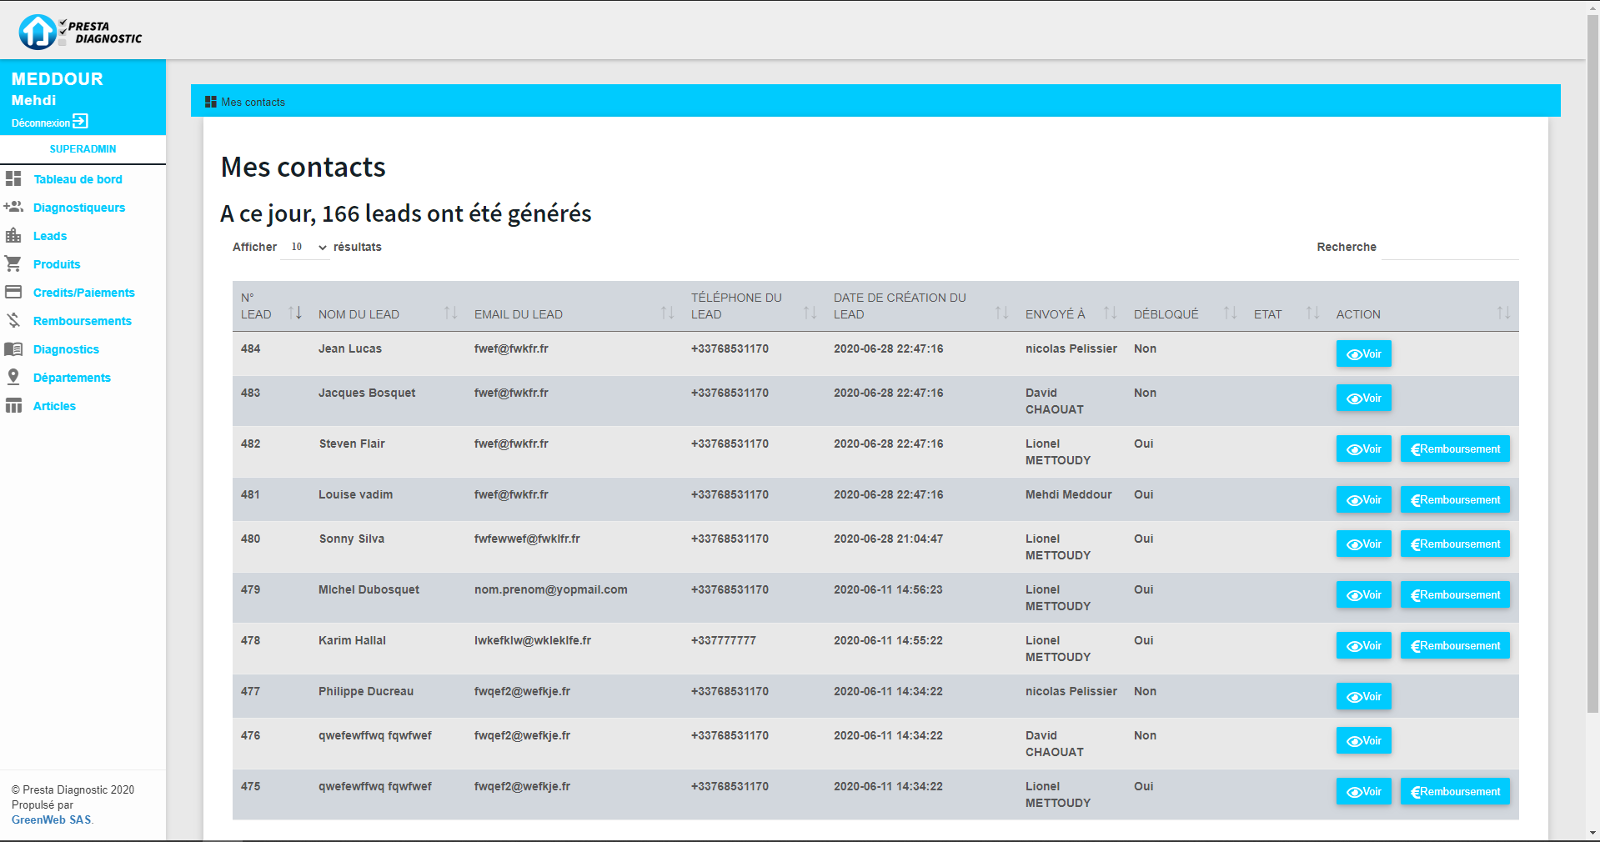 PRESTA
DIAGNOSTIC
MEDDOUR
Mehdi
Déconnexion
SUPERADMIN
Tableau de bord
Diagnostiqueurs
Leads
Produits
Credits/Paiements
Remboursements
Diagnostics
Départements
Articles
© Presta Diagnostic 2020
Propulsé par
GreenWeb SAS.
Mes contacts
Mes contacts
A ce jour, 166 leads ont été générés
Afficher 10 résultats
Recherche
N° LEAD NOM DU LEAD EMAIL DU LEAD TÉLÉPHONE DU LEAD DATE DE CRÉATION DU LEAD ENVOYÉ À DÉBLOQUÉ ETAT ACTION
484 Jean Lucas fwef@fwkfr.fr +33768531170 2020-06-28 22:47:16 nicolas Pelissier Non Voir
483 Jacques Bosquet fwef@fwkfr.fr +33768531170 2020-06-28 22:47:16 David CHAOUAT Non Voir
482 Steven Flair fwef@fwkfr.fr +33768531170 2020-06-28 22:47:16 Lionel METTOUDY Oui Voir €Remboursement
481 Louise vadim fwef@fwkfr.fr +33768531170 2020-06-28 22:47:16 Mehdi Meddour Oui Voir €Remboursement
480 Sonny Silva fwfewwef@fwklfr.fr +33768531170 2020-06-28 21:04:47 Lionel METTOUDY Oui Voir €Remboursement
479 MIchel Dubosquet nom.prenom@yopmail.com +33768531170 2020-06-11 14:56:23 Lionel METTOUDY Oui Voir €Remboursement
478 Karim Hallal lwkefklw@wkleklfe.fr +337777777 2020-06-11 14:55:22 Lionel METTOUDY Oui Voir €Remboursement
477 Philippe Ducreau fwqef2@wefkje.fr +33768531170 2020-06-11 14:34:22 nicolas Pelissier Non Voir
476 qwefewffwq fqwfwef fwqef2@wefkje.fr +33768531170 2020-06-11 14:34:22 David CHAOUAT Non Voir
475 qwefewffwq fqwfwef fwqef2@wefkje.fr +33768531170 2020-06-11 14:34:22 Lionel METTOUDY Oui Voir €Remboursement